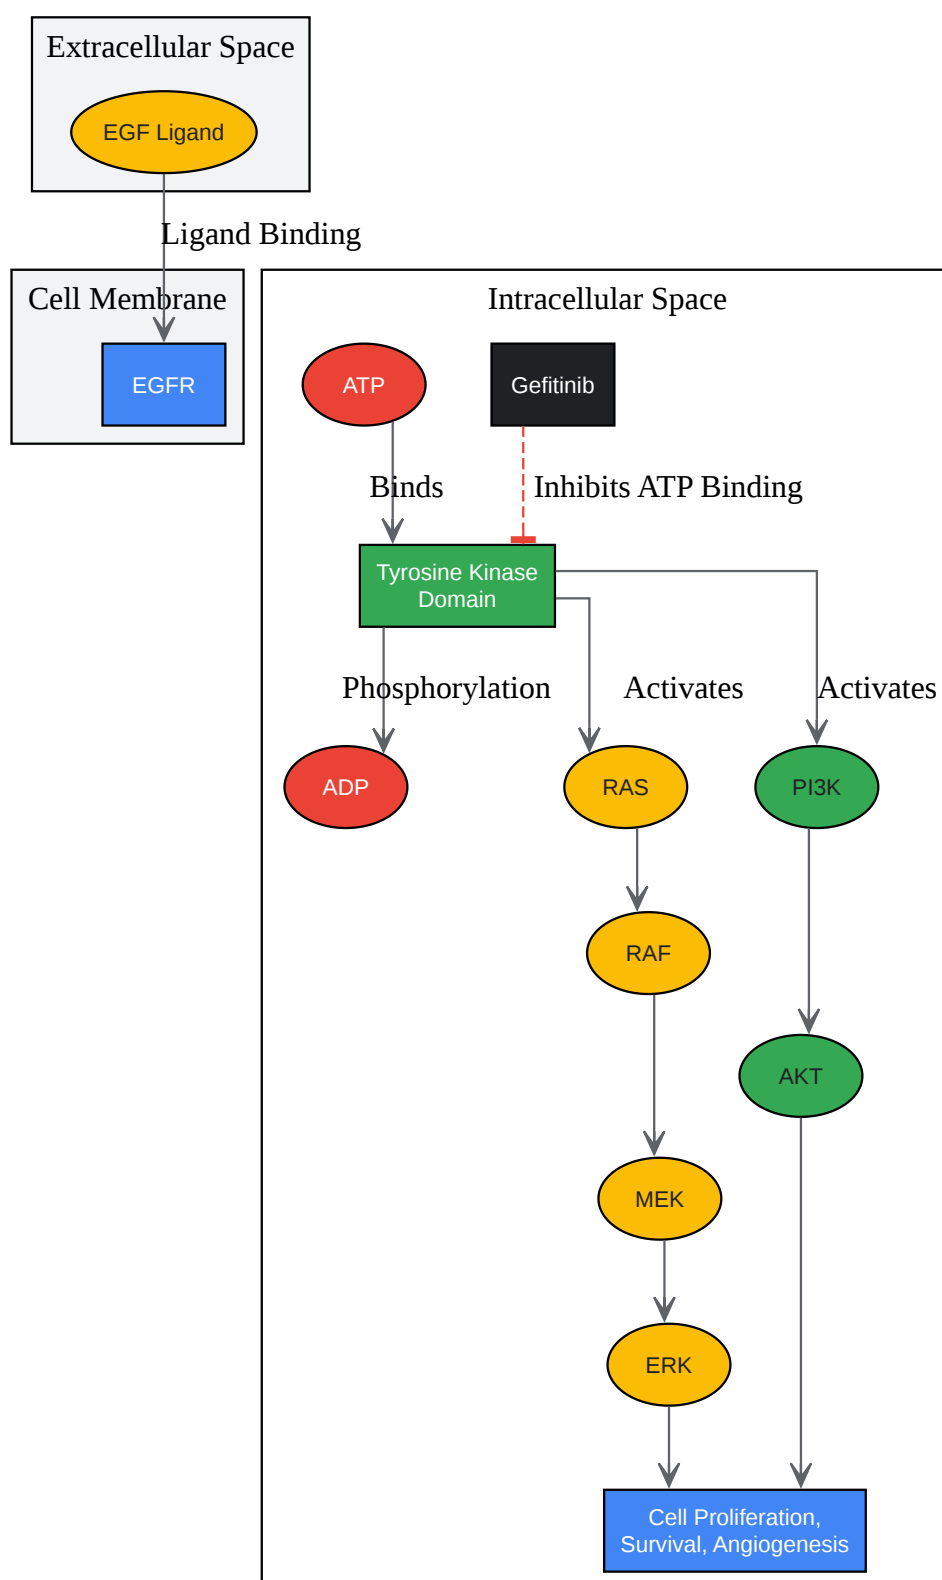 Extracellular Space
EGF Ligand
Ligand Binding
Cell Membrane
EGFR
Intracellular Space
ATP
Gefitinib
Binds
Inhibits ATP Binding
Tyrosine Kinase
Domain
Phosphorylation
Activates
Activates
ADP
RAS
PI3K
RAF
AKT
MEK
ERK
Cell Proliferation,
Survival, Angiogenesis